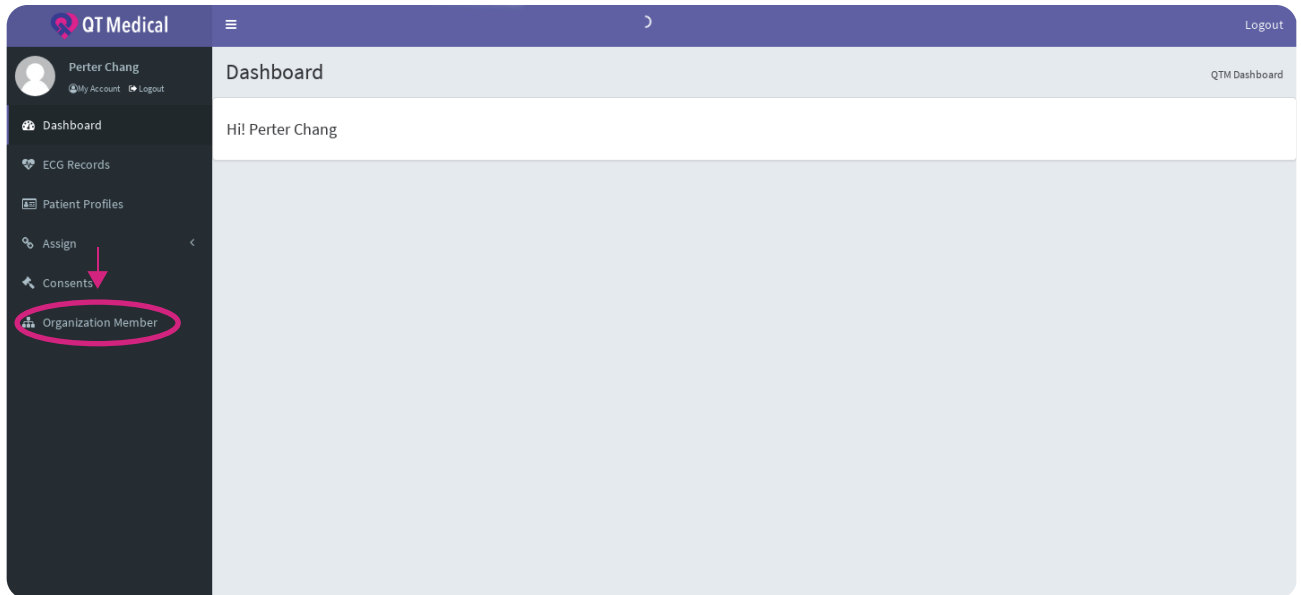 QT Medical
Logout
Perter Chang
My Account Logout
Dashboard
ECG Records
Patient Profiles
Assign
Consents
Organization Member
Dashboard
QTM Dashboard
Hi! Perter Chang